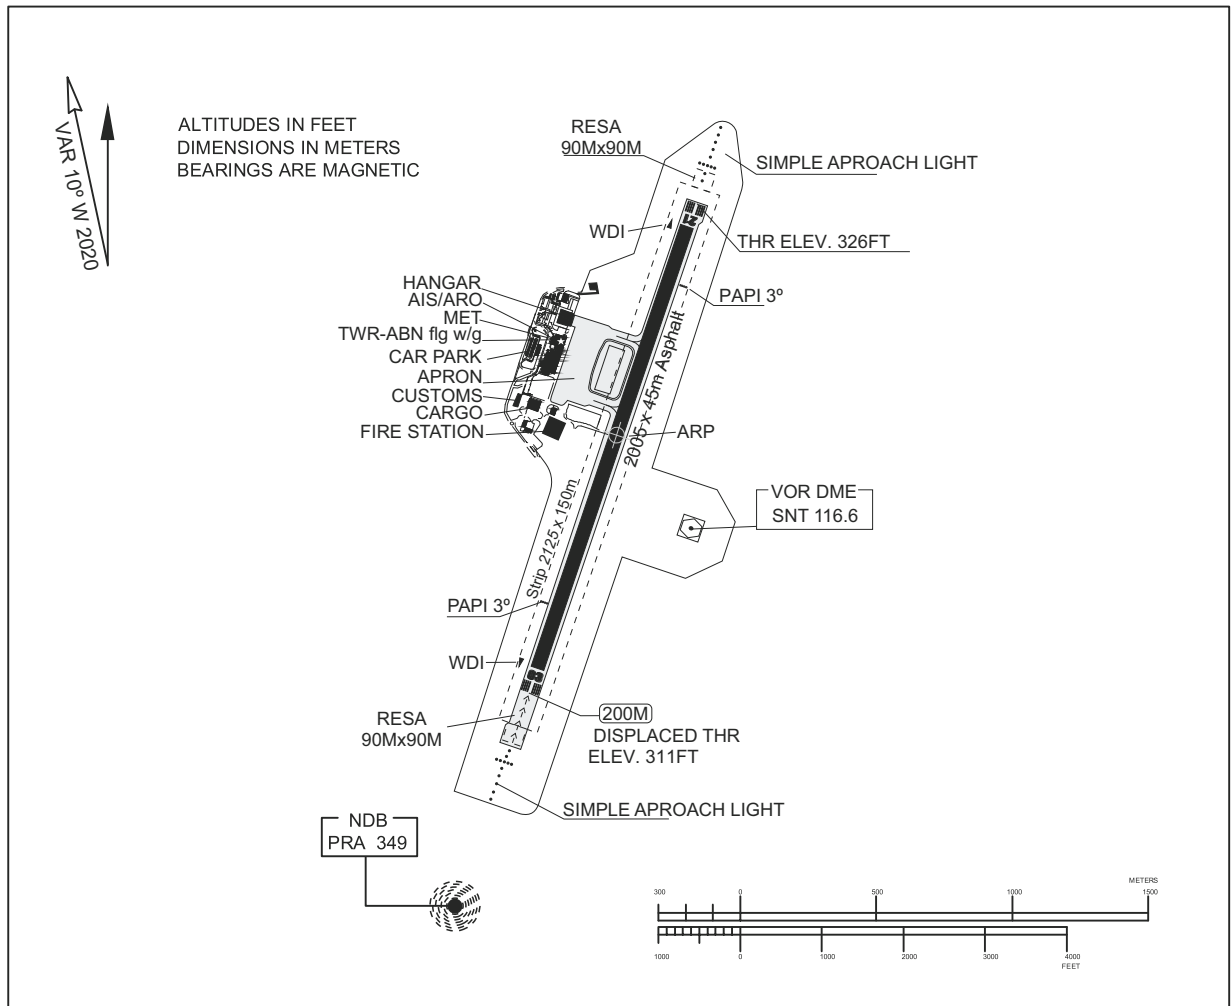 VAR 10º W 2020
ALTITUDES IN FEET
DIMENSIONS IN METERS
BEARINGS ARE MAGNETIC
RESA
90Mx90M
SIMPLE APROACH LIGHT
WDI
21
THR ELEV. 326FT
PAPI 3º
HANGAR
AIS/ARO
MET
TWR-ABN flg w/g
CAR PARK
APRON
CUSTOMS
CARGO
FIRE STATION
2005 x 45m Asphalt
ARP
VOR DME
SNT 116.6
Strip 2125 x 150m
PAPI 3º
WDI
03
RESA
90Mx90M
200M
DISPLACED THR
ELEV. 311FT
SIMPLE APROACH LIGHT
NDB
PRA 349
METERS
300 0 500 1000 1500
1000 0 1000 2000 3000 4000
FEET